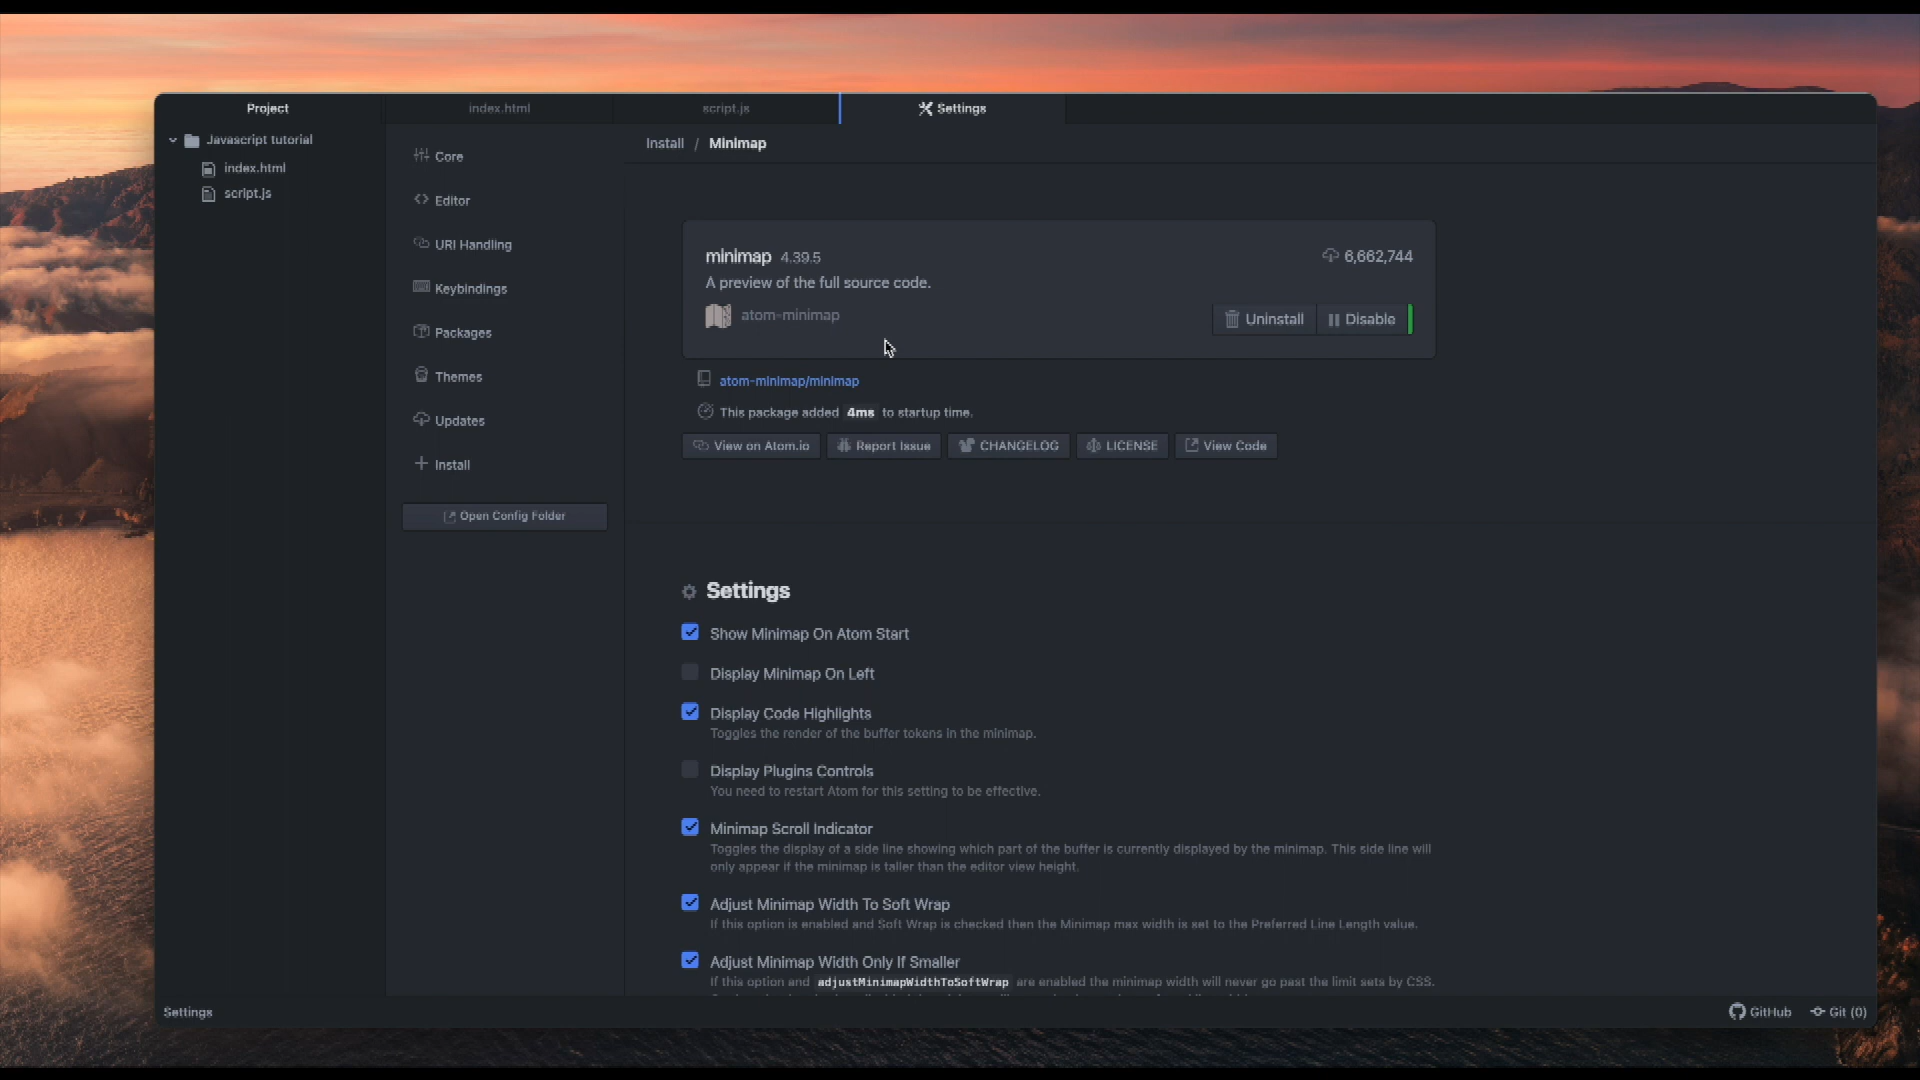 Project
index.html
script.js
Settings
Javascript tutorial
index.html
script.js
Core
Editor
URI Handling
Keybindings
Packages
Themes
Updates
Install
Open Config Folder
Install / Minimap
minimap 4.39.5
6,662,744
A preview of the full source code.
atom-minimap
Uninstall
Disable
atom-minimap/minimap
This package added 4ms to startup time.
View on Atom.io
Report Issue
CHANGELOG
LICENSE
View Code
Settings
Show Minimap On Atom Start
Display Minimap On Left
Display Code Highlights
Toggles the render of the buffer tokens in the minimap.
Display Plugins Controls
You need to restart Atom for this setting to be effective.
Minimap Scroll Indicator
Toggles the display of a side line showing which part of the buffer is currently displayed by the minimap. This side line will
only appear if the minimap is taller than the editor view height.
Adjust Minimap Width To Soft Wrap
If this option is enabled and Soft Wrap is checked then the Minimap max width is set to the Preferred Line Length value.
Adjust Minimap Width Only If Smaller
If this option and adjustMinimapWidthToSoftWrap are enabled the minimap width will never go past the limit sets by CSS.
Settings
GitHub
Git (0)